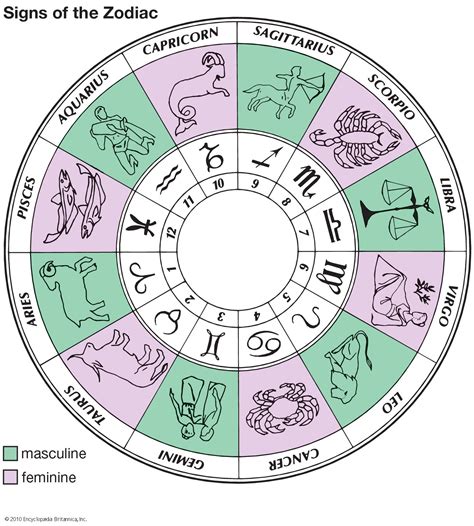 Signs of the Zodiac
CAPRICORN
SAGITTARIUS
SCORPIO
LIBRA
VIRGO
LEO
CANCER
GEMINI
TAURUS
ARIES
PISCES
AQUARIUS
10
9
8
7
6
5
4
3
2
1
12
11
masculine
feminine
© 2010 Encyclopædia Britannica, Inc.